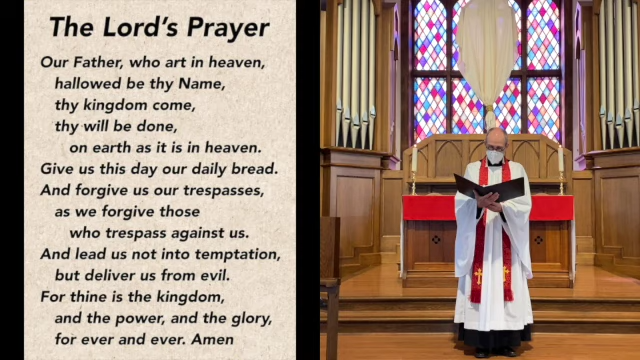 The Lord's Prayer
Our Father, who art in heaven,
hallowed be thy Name,
thy kingdom come,
thy will be done,
on earth as it is in heaven.
Give us this day our daily bread.
And forgive us our trespasses,
as we forgive those
who trespass against us.
And lead us not into temptation,
but deliver us from evil.
For thine is the kingdom,
and the power, and the glory,
for ever and ever. Amen